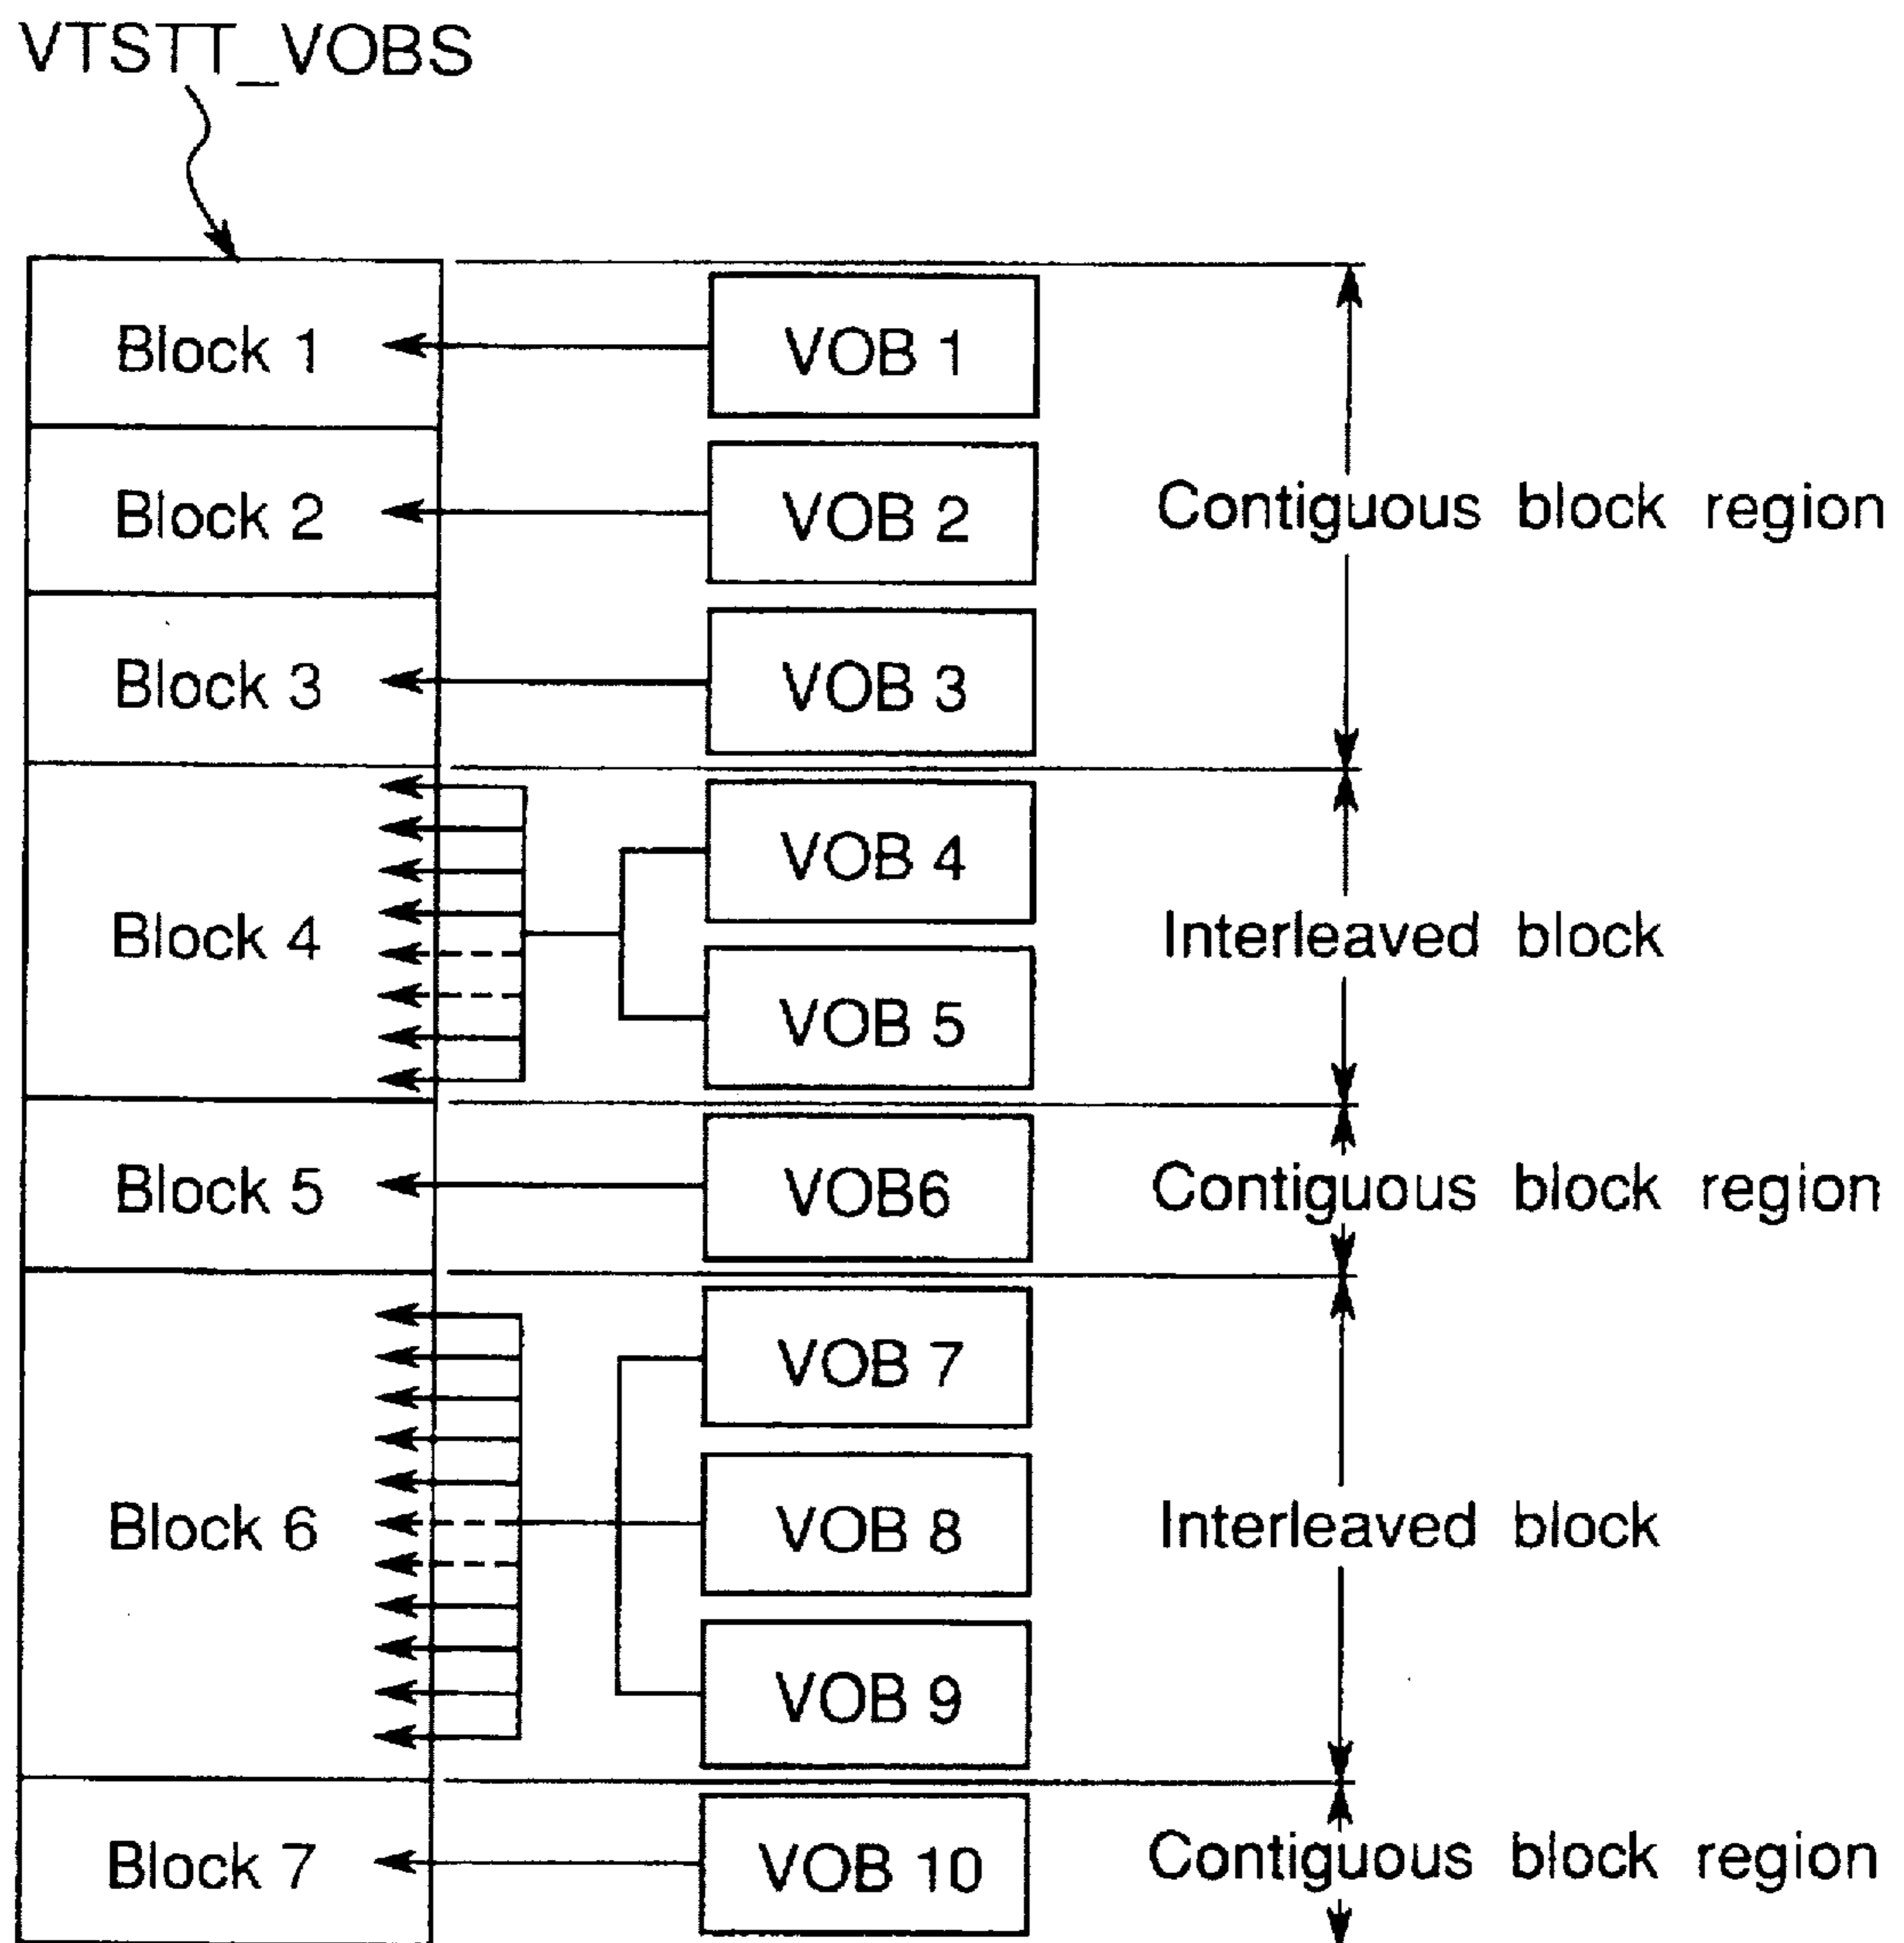 VTSTT_VOBS
Block 1
VOB 1
Block 2
VOB 2
Contiguous block region
Block 3
VOB 3
VOB 4
Block 4
Interleaved block
VOB 5
Block 5
VOB6
Contiguous block region
VOB 7
Block 6
VOB 8
Interleaved block
VOB 9
Block 7
VOB 10
Contiguous block region